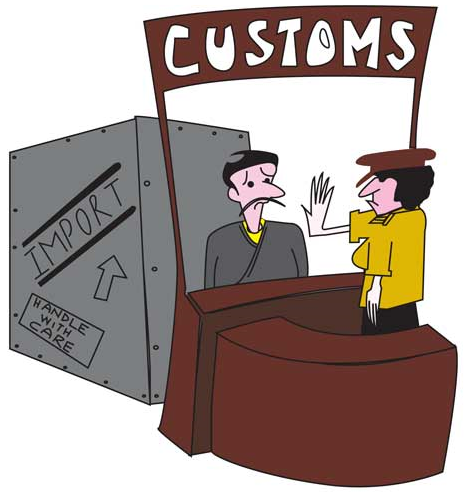 CUSTOMS
IMPORT
HANDLE
WITH
CARE